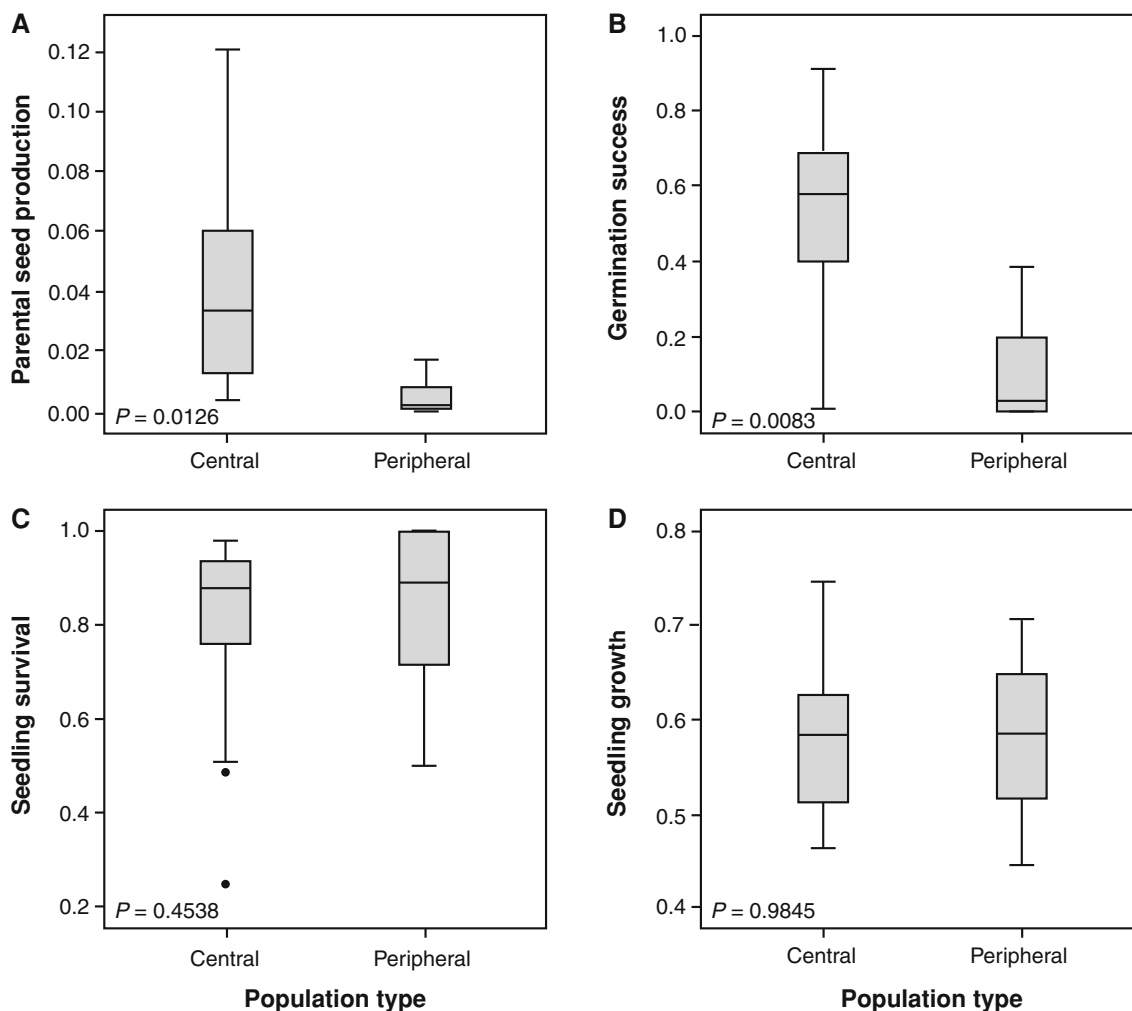 A
Parental seed production
0.12
0.10
0.08
0.06
0.04
0.02
0.00
P = 0.0126
Central
Peripheral
B
Germination success
1.0
0.8
0.6
0.4
0.2
0.0
P = 0.0083
Central
Peripheral
C
Seedling survival
1.0
0.8
0.6
0.4
0.2
P = 0.4538
Central
Peripheral
Population type
D
Seedling growth
0.8
0.7
0.6
0.5
0.4
P = 0.9845
Central
Peripheral
Population type